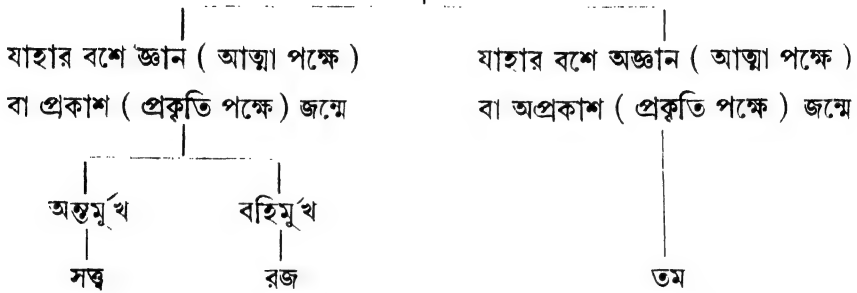 যাহার বশে জ্ঞান ( আত্মা পক্ষে ) যাহার বশে অজ্ঞান ( আত্মা পক্ষে )
বা প্রকাশ ( প্রকৃতি পক্ষে ) জন্মে বা অপ্রকাশ ( প্রকৃতি পক্ষে ) জন্মে
অন্তর্মুখ বহির্মুখ
সত্ত্ব রজ তম